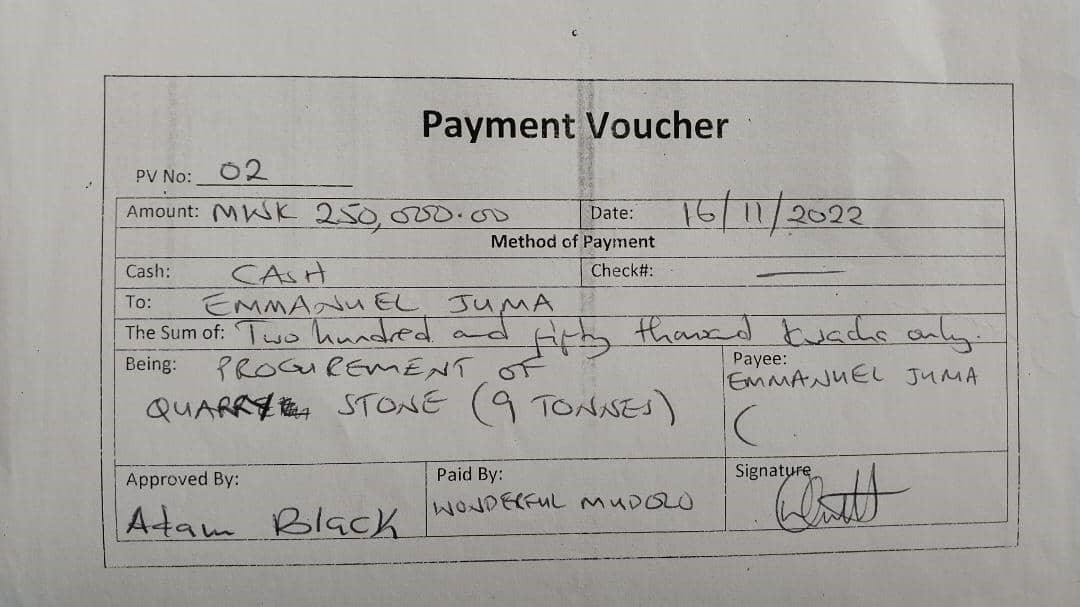 Payment Voucher
PV No: 02
Amount: MWK 250,000.00 Date: 16/11/2022
Method of Payment
Cash: CASH Check#: —
To: EMMANUEL JUMA
The Sum of: Two hundred and fifty thousand kwacha only.
Being: PROCUREMENT OF
QUARRY STONE (9 TONNES)
Payee:
EMMANUEL JUMA
Approved By:
Adam Black
Paid By:
WONDERFUL MUDOLO
Signature